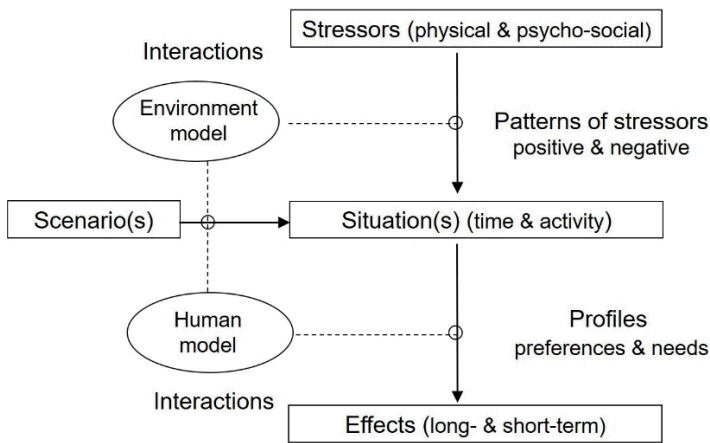 Stressors (physical & psycho-social)
Interactions
Environment
model
Patterns of stressors
positive & negative
Scenario(s)
Situation(s) (time & activity)
Human
model
Profiles
preferences & needs
Interactions
Effects (long- & short-term)